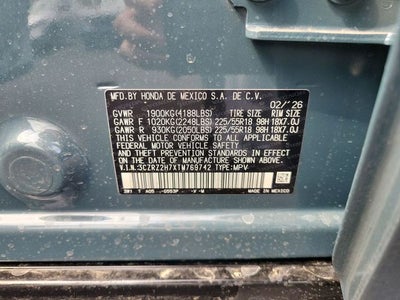 MFD.BY HONDA DE MEXICO S.A. DE C.V.
02/'26
GVWR 1900KG(4188LBS) TIRE SIZE RIM SIZE
GAWR F 1020KG(2248LBS) 225/55R18 98H 18X7.0J
GAWR R 930KG(2050LBS) 225/55R18 98H 18X7.0J
THIS VEHICLE CONFORMS TO ALL APPLICABLE
FEDERAL MOTOR VEHICLE SAFETY AND
THEFT PREVENTION STANDARDS IN EFFECT
ON THE DATE OF MANUFACTURE SHOWN ABOVE.
V.I.N.:3CZRZ2H7XTM769742 TYPE:MPV
A05 -G553P- -V -M MADE IN
MEXICO